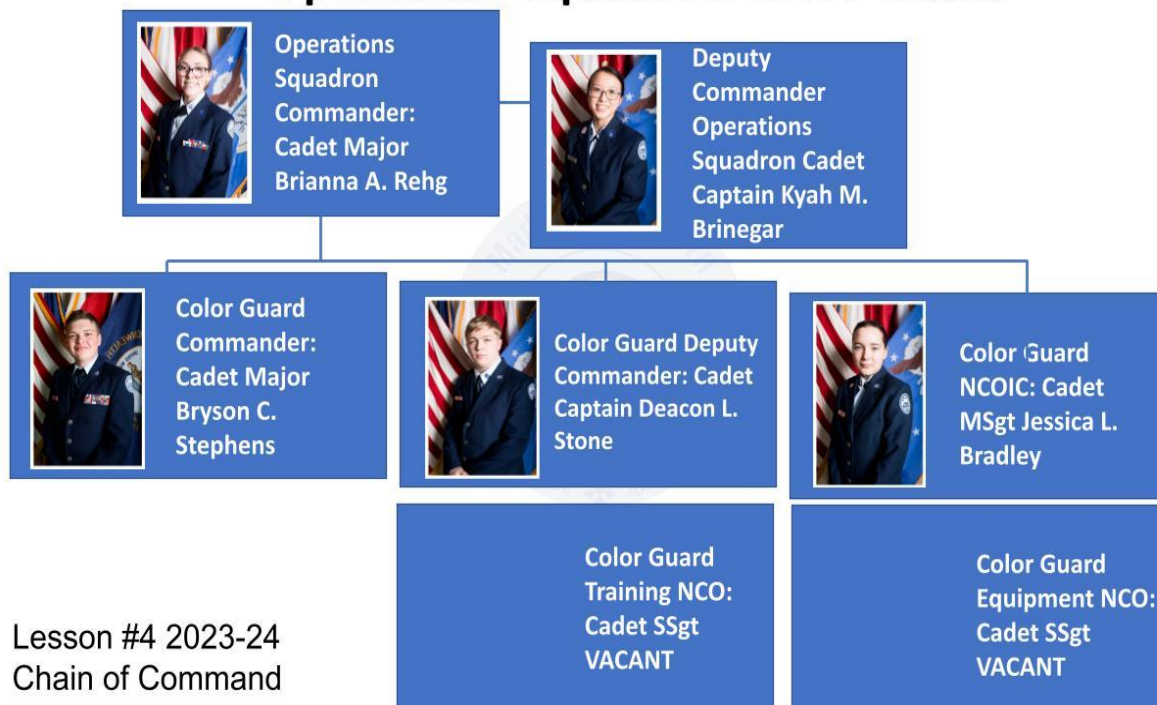 Operations
Squadron
Commander:
Cadet Major
Brianna A. Rehg
Deputy
Commander
Operations
Squadron Cadet
Captain Kyah M.
Brinegar
Color Guard
Commander:
Cadet Major
Bryson C.
Stephens
Color Guard Deputy
Commander: Cadet
Captain Deacon L.
Stone
Color Guard
NCOIC: Cadet
MSgt Jessica L.
Bradley
Color Guard
Training NCO:
Cadet SSgt
VACANT
Color Guard
Equipment NCO:
Cadet SSgt
VACANT
Lesson #4 2023-24
Chain of Command